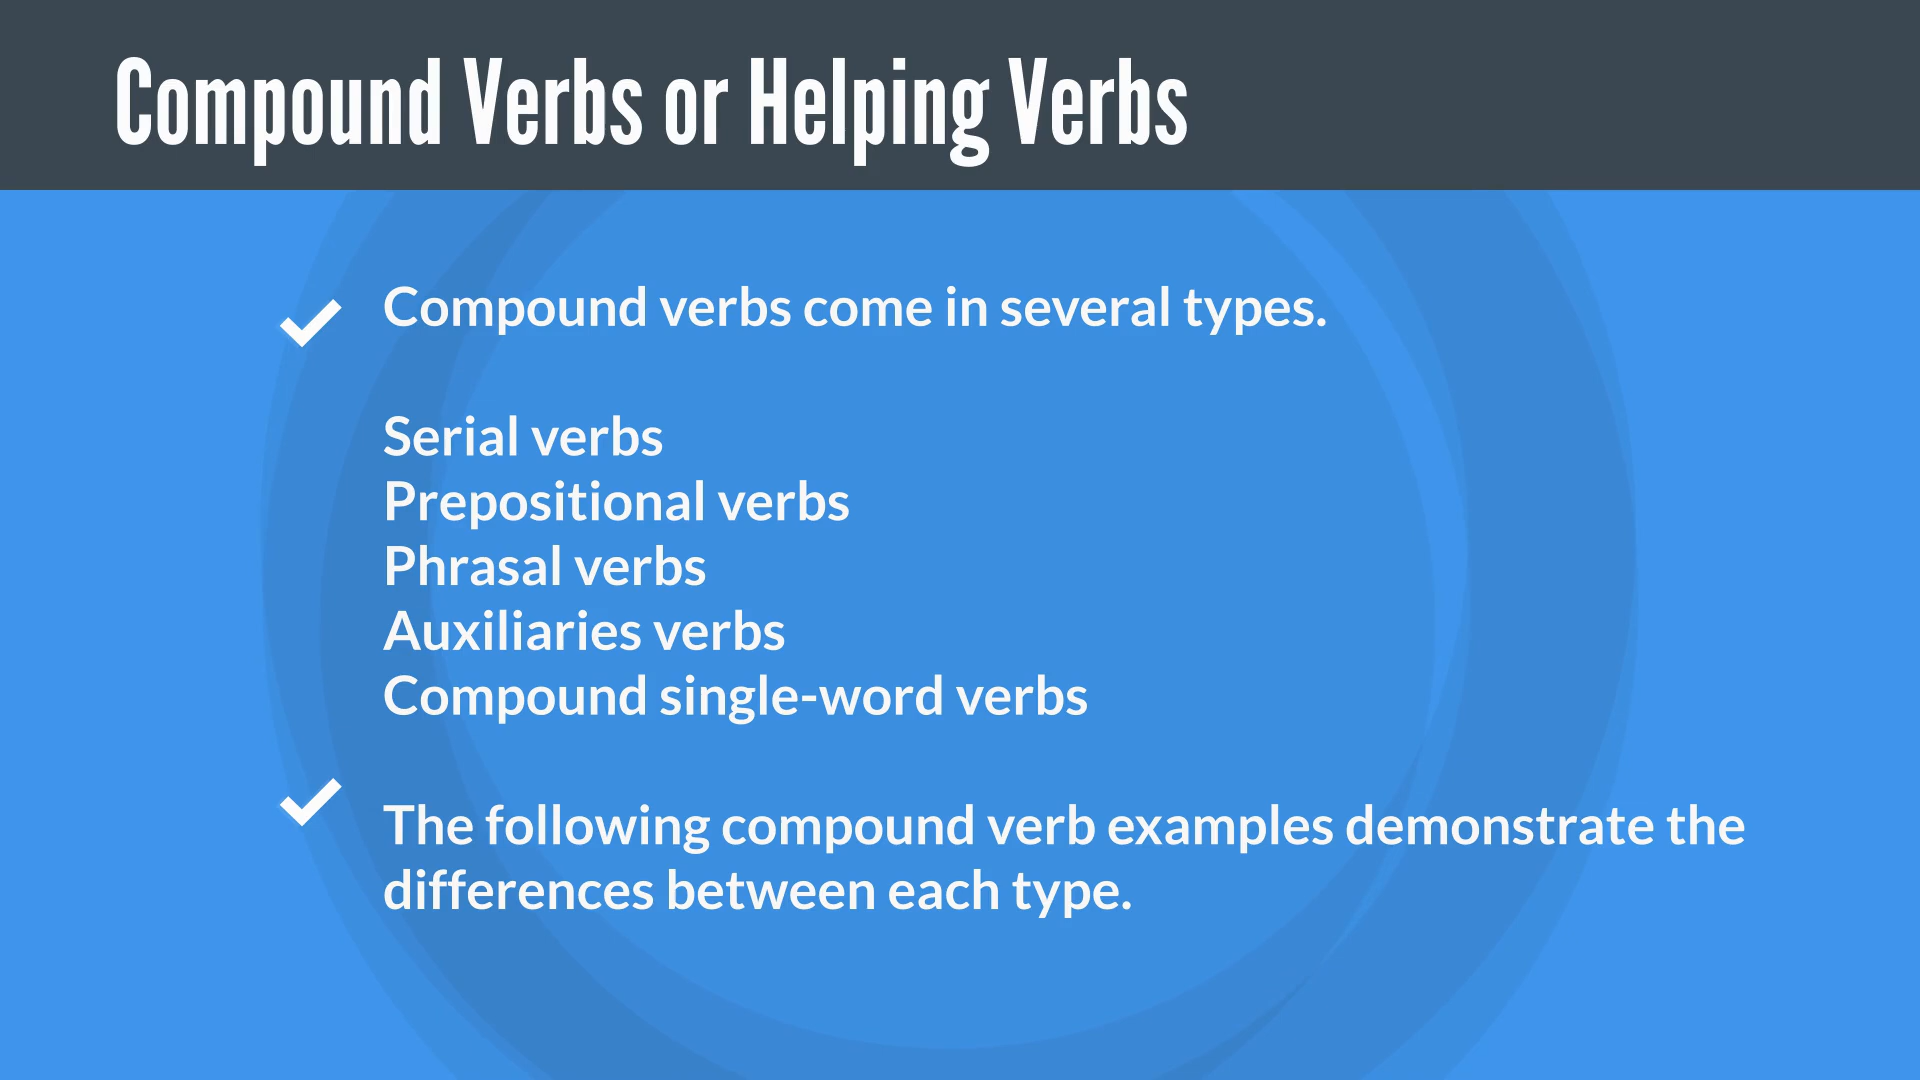 Compound Verbs or Helping Verbs
Compound verbs come in several types.
Serial verbs
Prepositional verbs
Phrasal verbs
Auxiliaries verbs
Compound single-word verbs
The following compound verb examples demonstrate the
differences between each type.